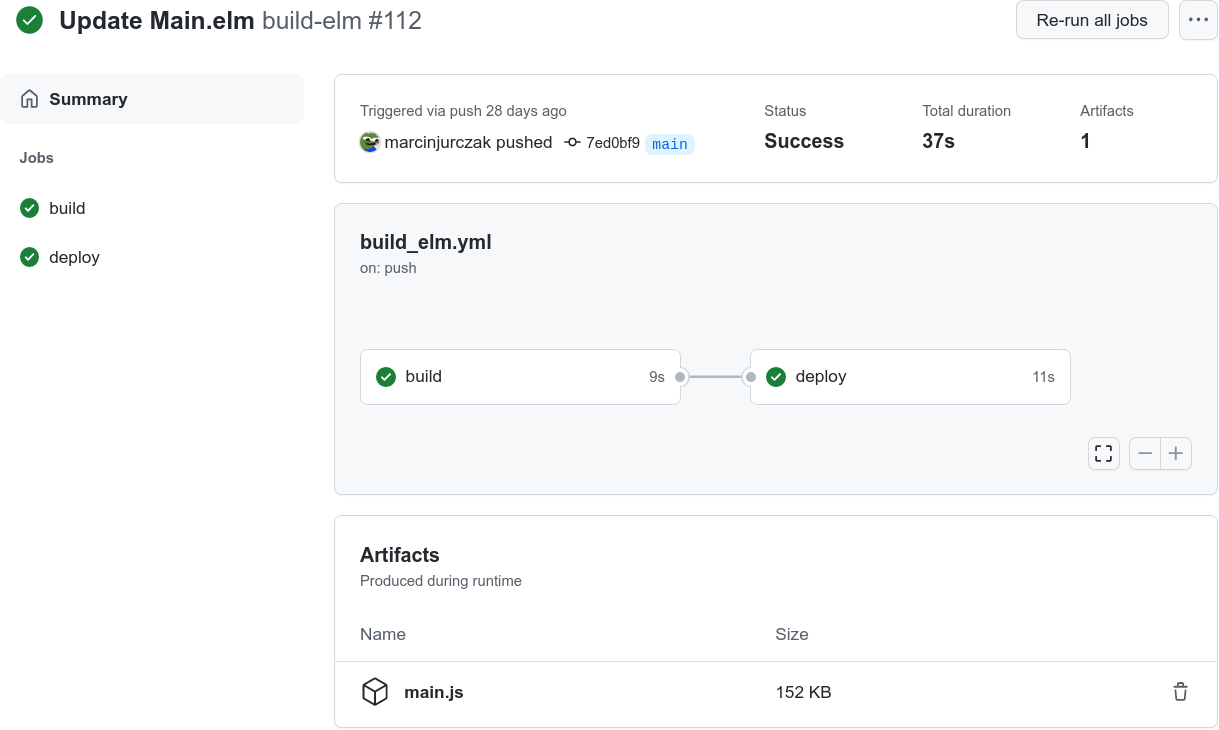 Update Main.elm build-elm #112
Re-run all jobs
Summary
Jobs
build
deploy
Triggered via push 28 days ago
marcinjurczak pushed 7ed0bf9 main
Status
Success
Total duration
37s
Artifacts
1
build_elm.yml
on: push
build 9s
deploy 11s
Artifacts
Produced during runtime
Name Size
main.js 152 KB